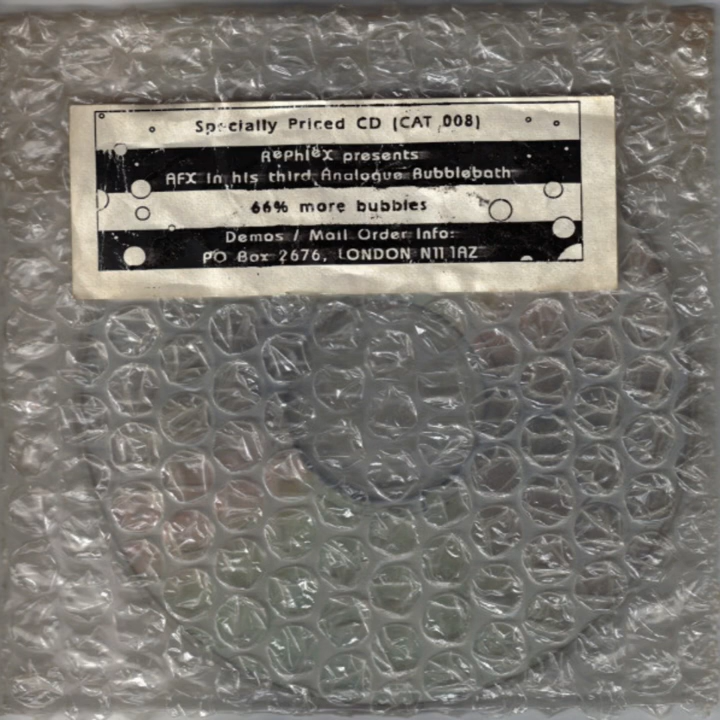 Specially Priced CD (CAT 008)
RePhleX presents
AFX in his third Analogue Bubblebath
66% more bubbles
Demos / Mail Order Info:
PO Box 2676, LONDON N11 1AZ